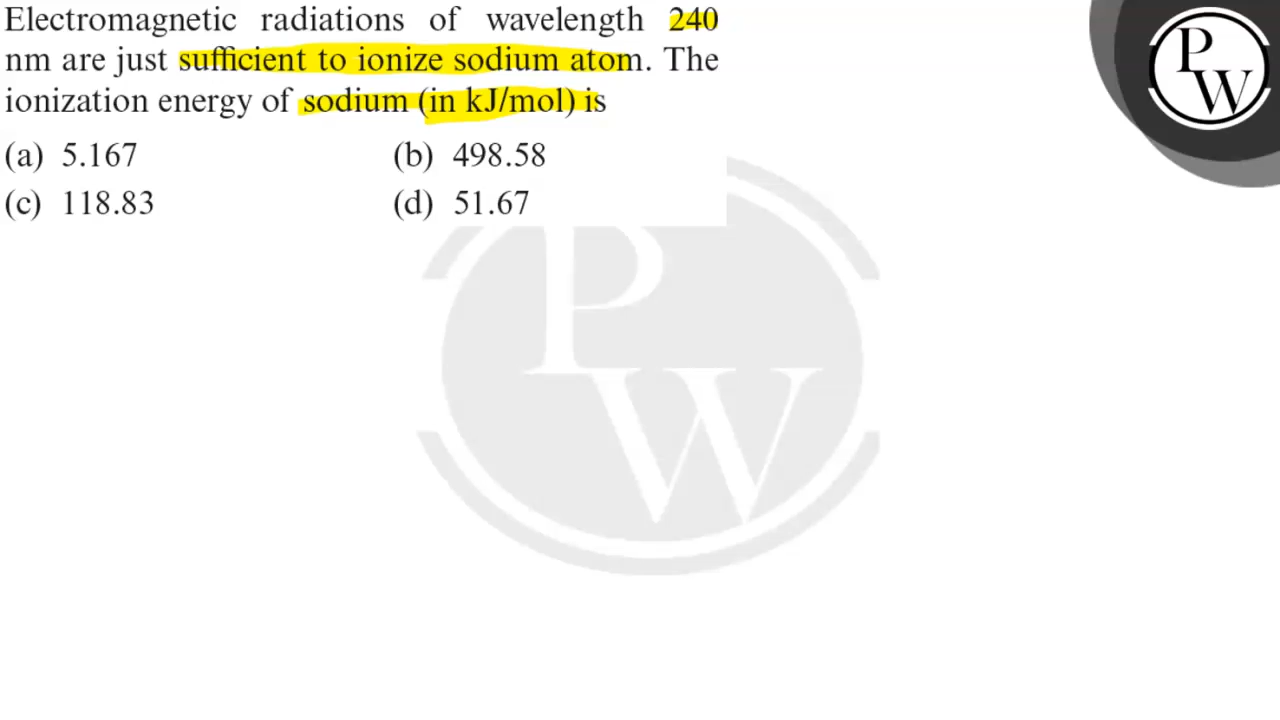 Electromagnetic radiations of wavelength 240
nm are just sufficient to ionize sodium atom. The
ionization energy of sodium (in kJ/mol) is
(a) 5.167 (b) 498.58
(c) 118.83 (d) 51.67
P
W
P
W